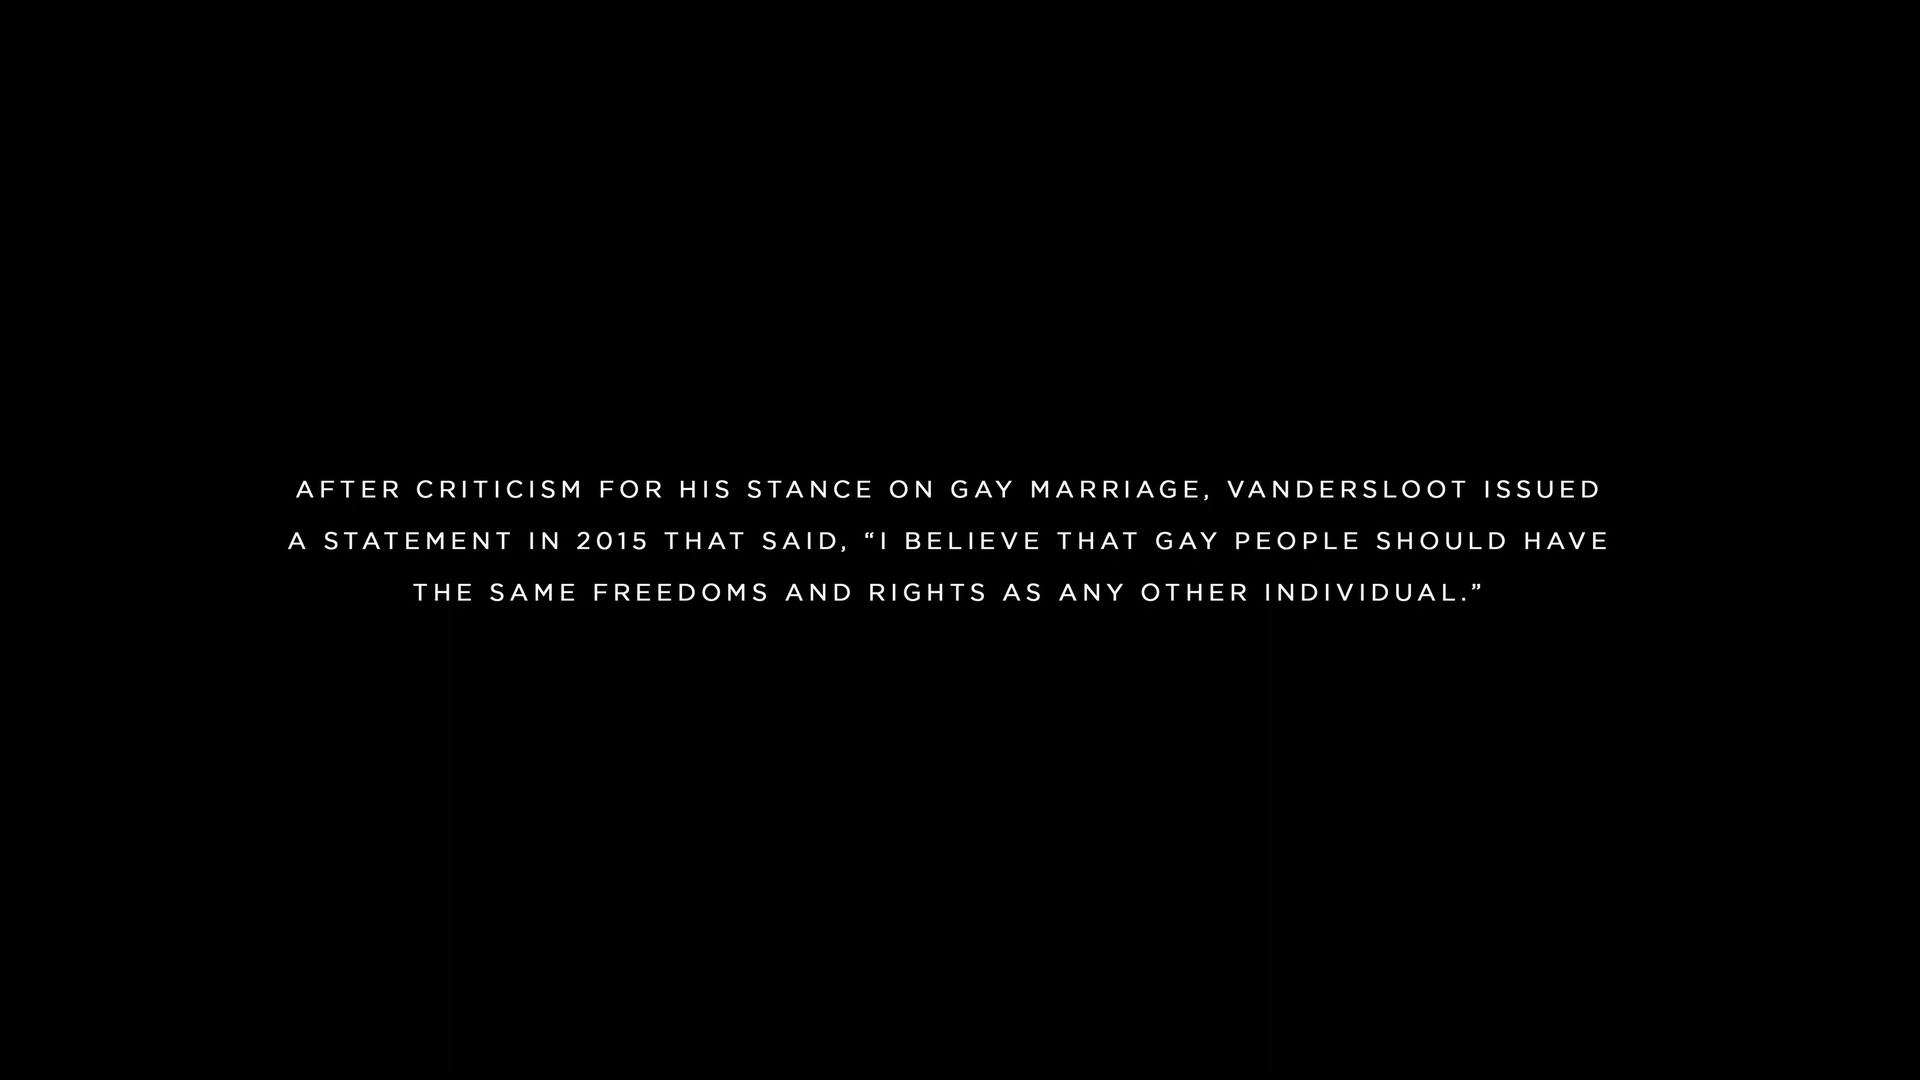 AFTER CRITICISM FOR HIS STANCE ON GAY MARRIAGE, VANDERSLOOT ISSUED
A STATEMENT IN 2015 THAT SAID, “I BELIEVE THAT GAY PEOPLE SHOULD HAVE
THE SAME FREEDOMS AND RIGHTS AS ANY OTHER INDIVIDUAL.”